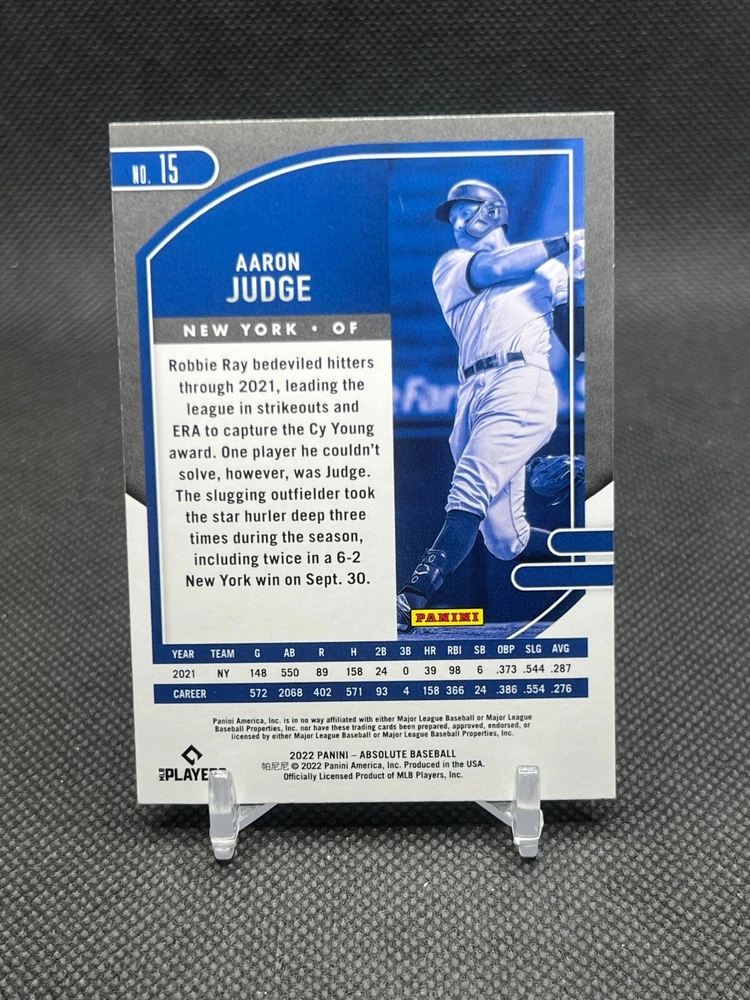 NO. 15
AARON
JUDGE
NEW YORK • OF
Robbie Ray bedeviled hitters
through 2021, leading the
league in strikeouts and
ERA to capture the Cy Young
award. One player he couldn't
solve, however, was Judge.
The slugging outfielder took
the star hurler deep three
times during the season,
including twice in a 6-2
New York win on Sept. 30.
PANINI
YEAR TEAM G AB R H 2B 3B HR RBI SB OBP SLG AVG
2021 NY 148 550 89 158 24 0 39 98 6 .373 .544 .287
CAREER 572 2068 402 571 93 4 158 366 24 .386 .554 .276
Panini America, Inc. is in no way affiliated with either Major League Baseball or Major League
Baseball Properties, Inc. nor have these trading cards been prepared, approved, endorsed, or
licensed by either Major League Baseball or Major League Baseball Properties, Inc.
2022 PANINI – ABSOLUTE BASEBALL
帕尼尼 © 2022 Panini America, Inc. Produced in the USA.
Officially Licensed Product of MLB Players, Inc.
MLB PLAYERS